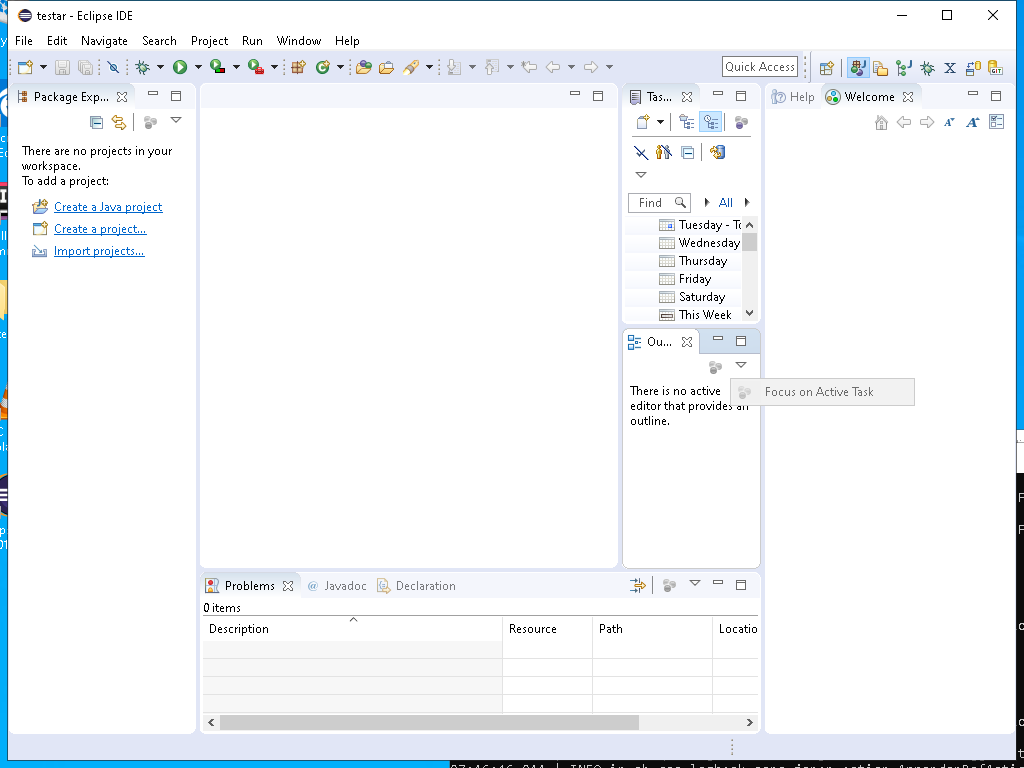 testar - Eclipse IDE
File Edit Navigate Search Project Run Window Help
Quick Access
Package Exp...
There are no projects in your
workspace.
To add a project:
Create a Java project
Create a project...
Import projects...
Tas...
Find
All
Tuesday - To
Wednesday
Thursday
Friday
Saturday
This Week
Ou...
There is no active
editor that provides an
outline.
Focus on Active Task
Help
Welcome
Problems
@ Javadoc
Declaration
0 items
Description Resource Path Locatio